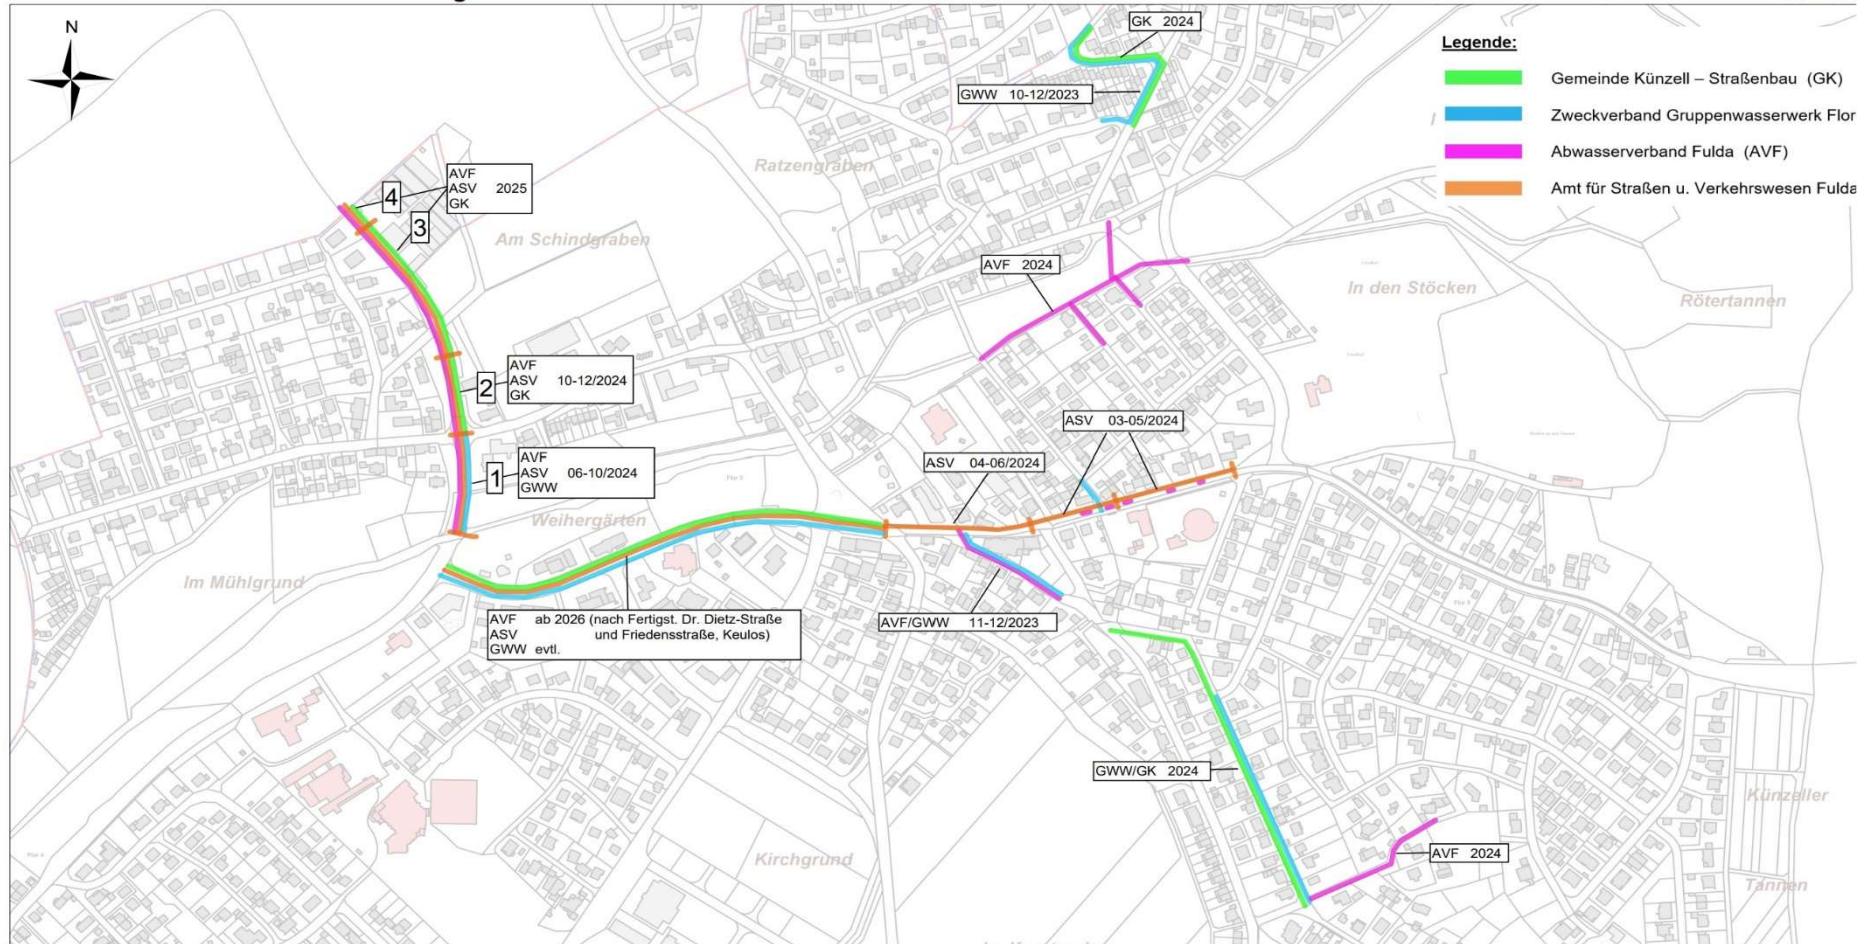 N
GK 2024
GWW 10-12/2023
Legende:
Gemeinde Künzell – Straßenbau (GK)
Zweckverband Gruppenwasserwerk Flor
Abwasserverband Fulda (AVF)
Amt für Straßen u. Verkehrswesen Fulda
Ratzengraben
4
3
AVF
ASV 2025
GK
Am Schindgraben
AVF 2024
In den Stöcken
Rötertannen
2
AVF
ASV 10-12/2024
GK
ASV 03-05/2024
1
AVF
ASV 06-10/2024
GWW
ASV 04-06/2024
Weihergärten
Im Mühlgrund
AVF ab 2026 (nach Fertigst. Dr. Dietz-Straße
ASV und Friedensstraße, Keulos)
GWW evtl.
AVF/GWW 11-12/2023
GWW/GK 2024
Künzeller
Kirchgrund
AVF 2024
Tannen